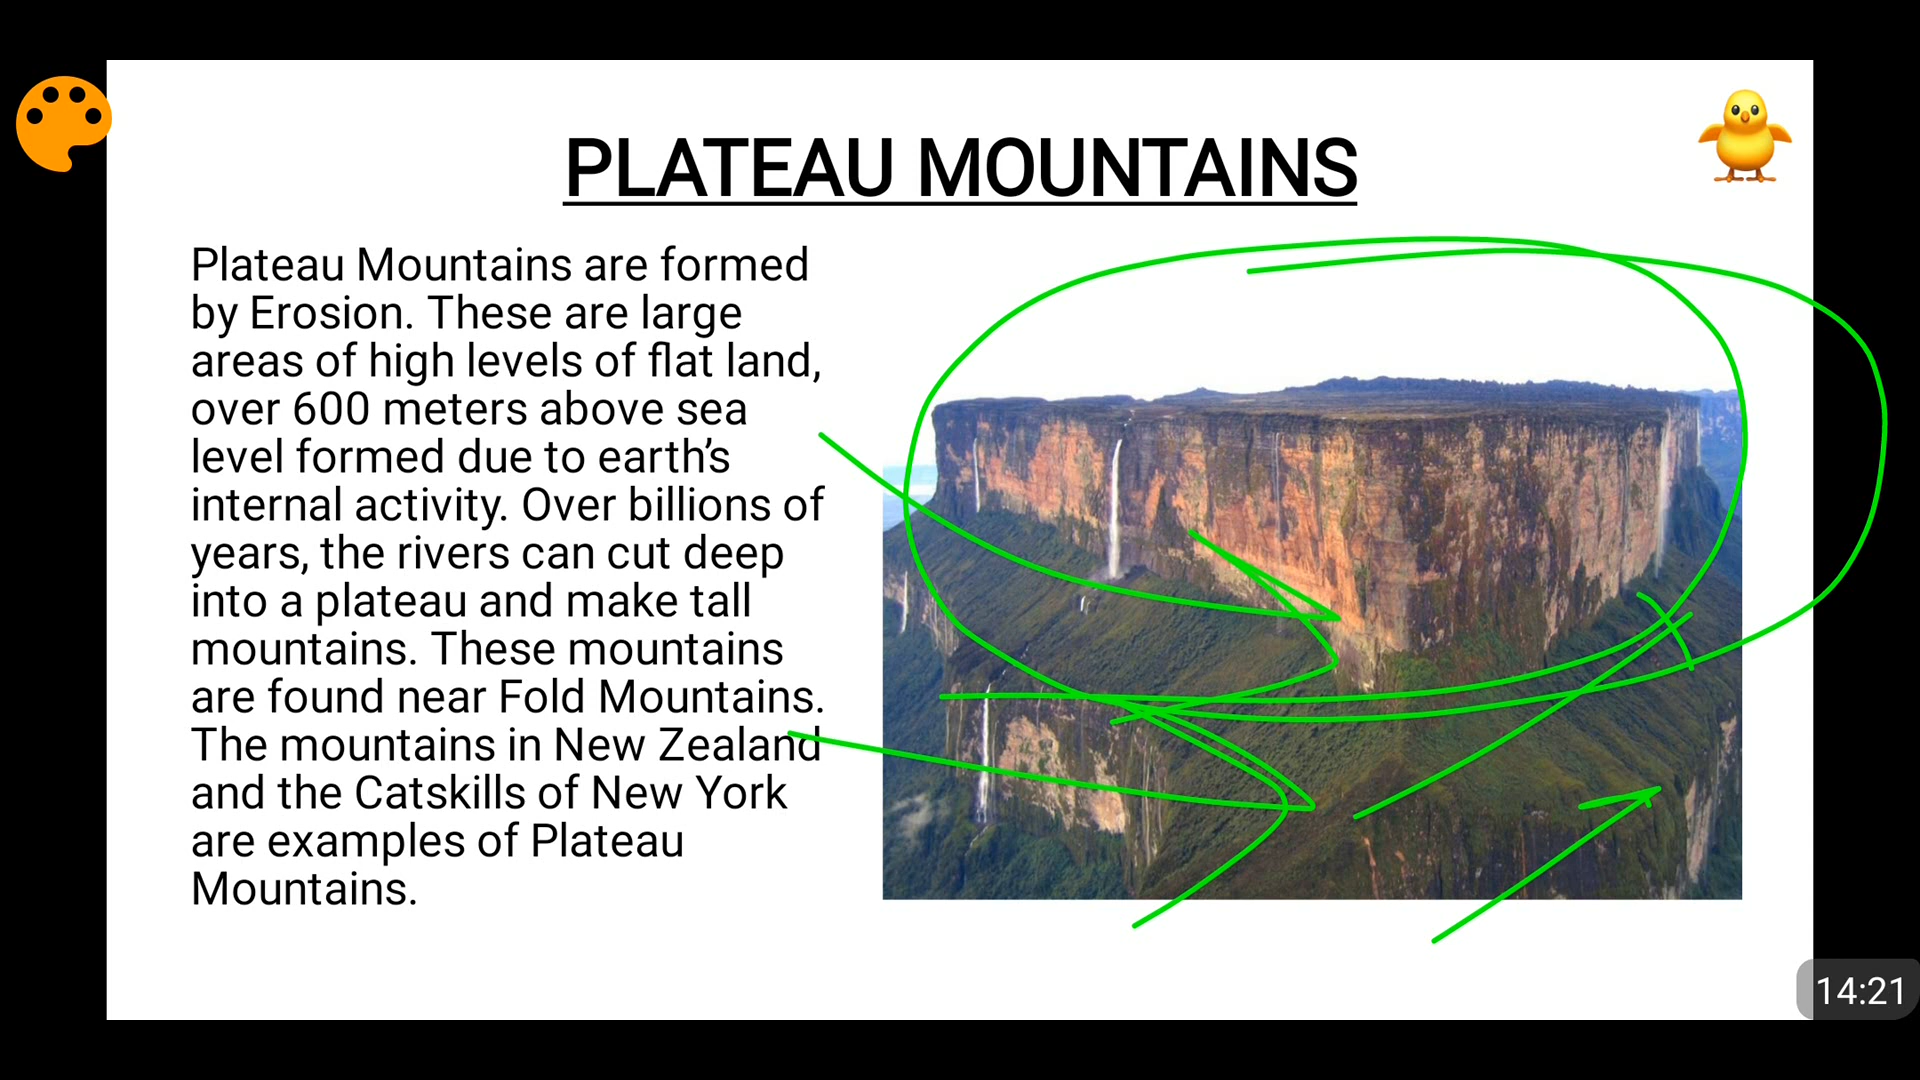 PLATEAU MOUNTAINS
Plateau Mountains are formed
by Erosion. These are large
areas of high levels of flat land,
over 600 meters above sea
level formed due to earth’s
internal activity. Over billions of
years, the rivers can cut deep
into a plateau and make tall
mountains. These mountains
are found near Fold Mountains.
The mountains in New Zealand
and the Catskills of New York
are examples of Plateau
Mountains.
14:21